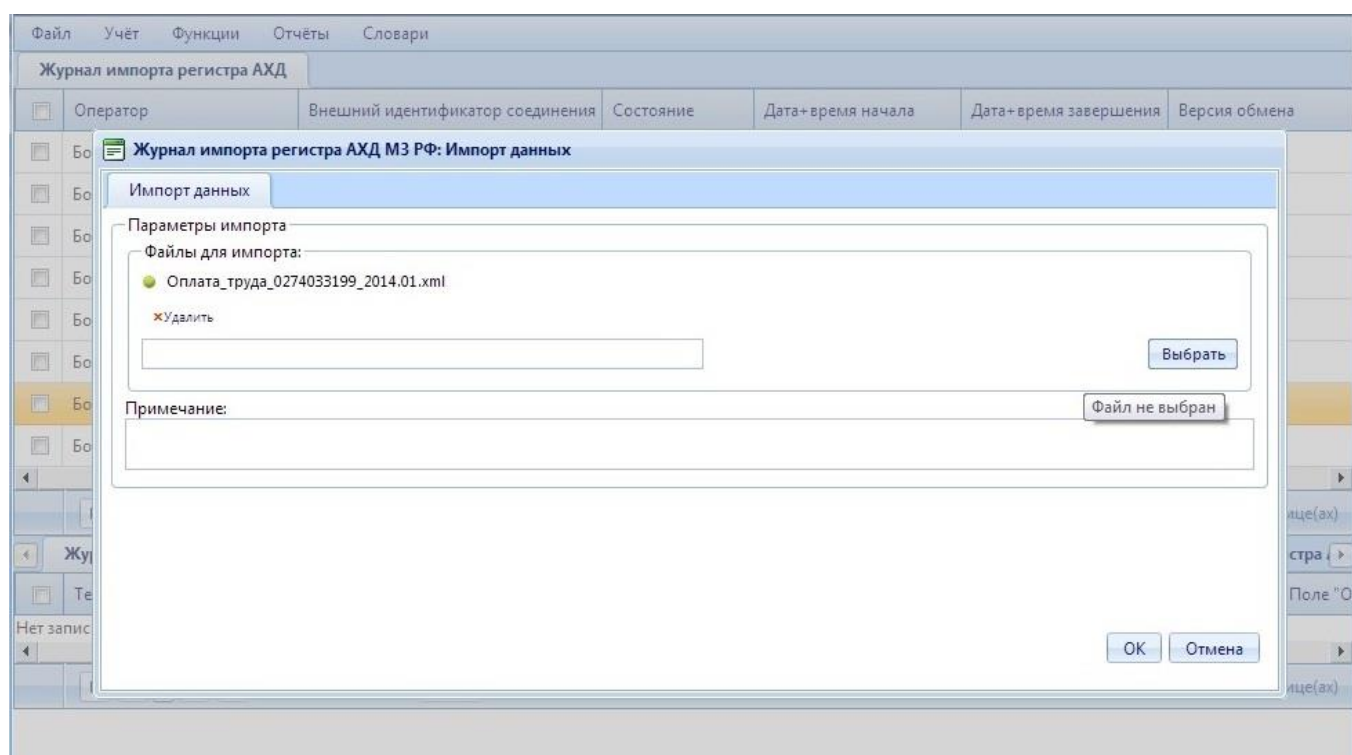 Файл Учёт Функции Отчёты Словари
Журнал импорта регистра АХД
Оператор Внешний идентификатор соединения Состояние Дата+время начала Дата+время завершения Версия обмена
Журнал импорта регистра АХД МЗ РФ: Импорт данных
Импорт данных
Параметры импорта
Файлы для импорта:
Оплата_труда_0274033199_2014.01.xml
×Удалить
Выбрать
Файл не выбран
Примечание:
Нет запис
Поле "О
OK Отмена